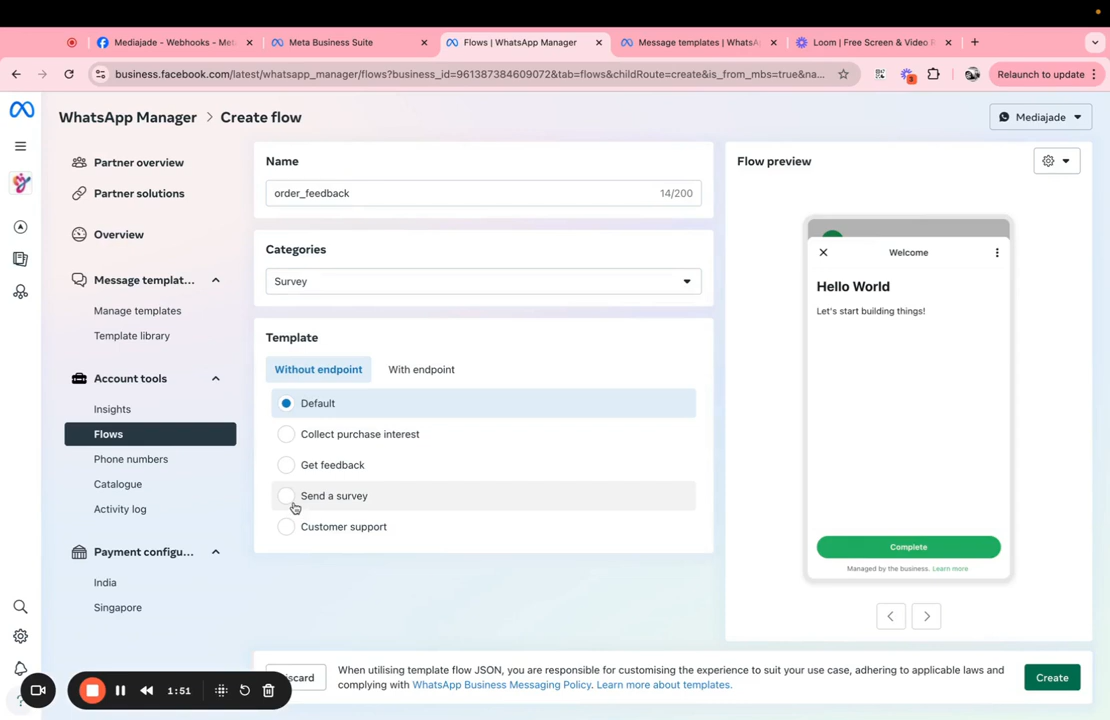 Mediajade - Webhooks - Met
Meta Business Suite
Flows | WhatsApp Manager
Message templates | WhatsA
Loom | Free Screen & Video R
business.facebook.com/latest/whatsapp_manager/flows?business_id=961387384609072&tab=flows&childRoute=create&is_from_mbs=true&na...
3
Relaunch to update
WhatsApp Manager > Create flow
Mediajade
Partner overview
Partner solutions
Overview
Message templat...
Manage templates
Template library
Account tools
Insights
Flows
Phone numbers
Catalogue
Activity log
Payment configu...
India
Singapore
Name
order_feedback
14/200
Categories
Survey
Template
Without endpoint
With endpoint
Default
Collect purchase interest
Get feedback
Send a survey
Customer support
Flow preview
Welcome
Hello World
Let's start building things!
Complete
Managed by the business. Learn more
1:51
iscard
When utilising template flow JSON, you are responsible for customising the experience to suit your use case, adhering to applicable laws and
complying with WhatsApp Business Messaging Policy. Learn more about templates.
Create